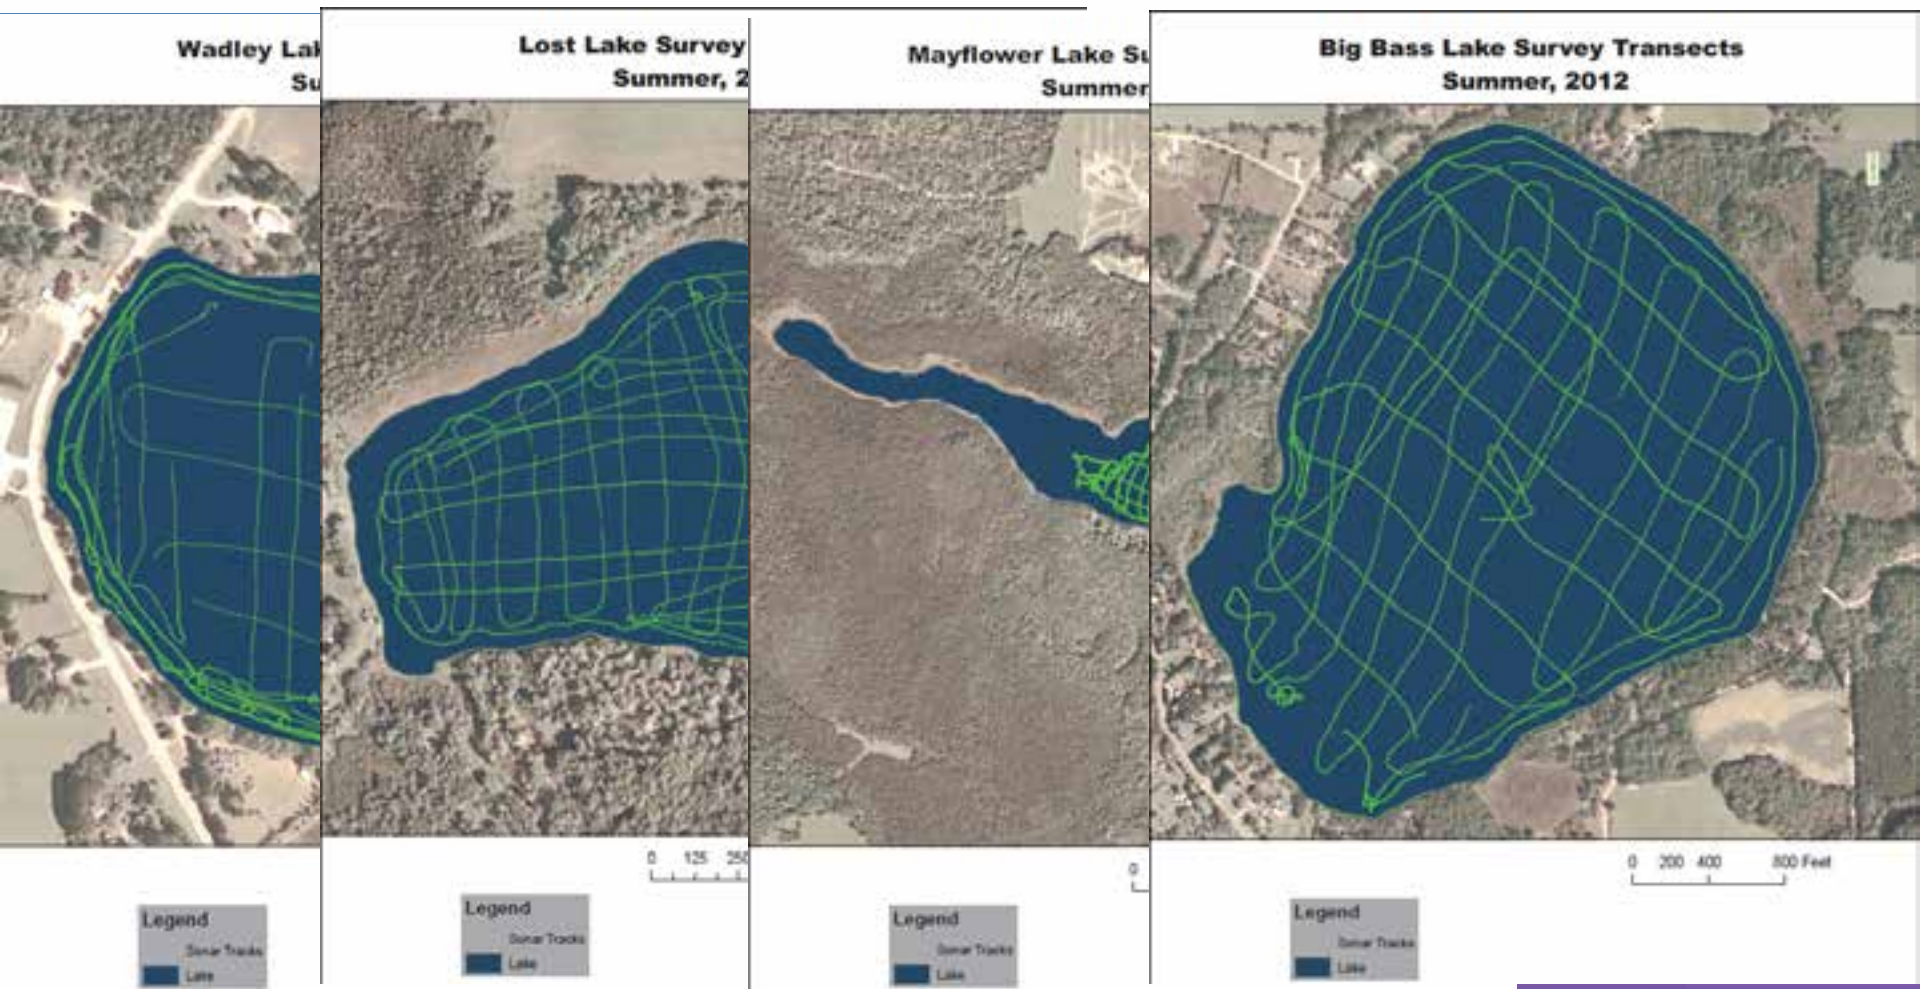 Wadley Lak
Su
Legend
Sonar Tracks
Lake
Lost Lake Survey
Summer, 2
0 125 250
Legend
Sonar Tracks
Lake
Mayflower Lake Su
Summer
0
Legend
Sonar Tracks
Lake
Big Bass Lake Survey Transects
Summer, 2012
0 200 400 800 Feet
Legend
Sonar Tracks
Lake